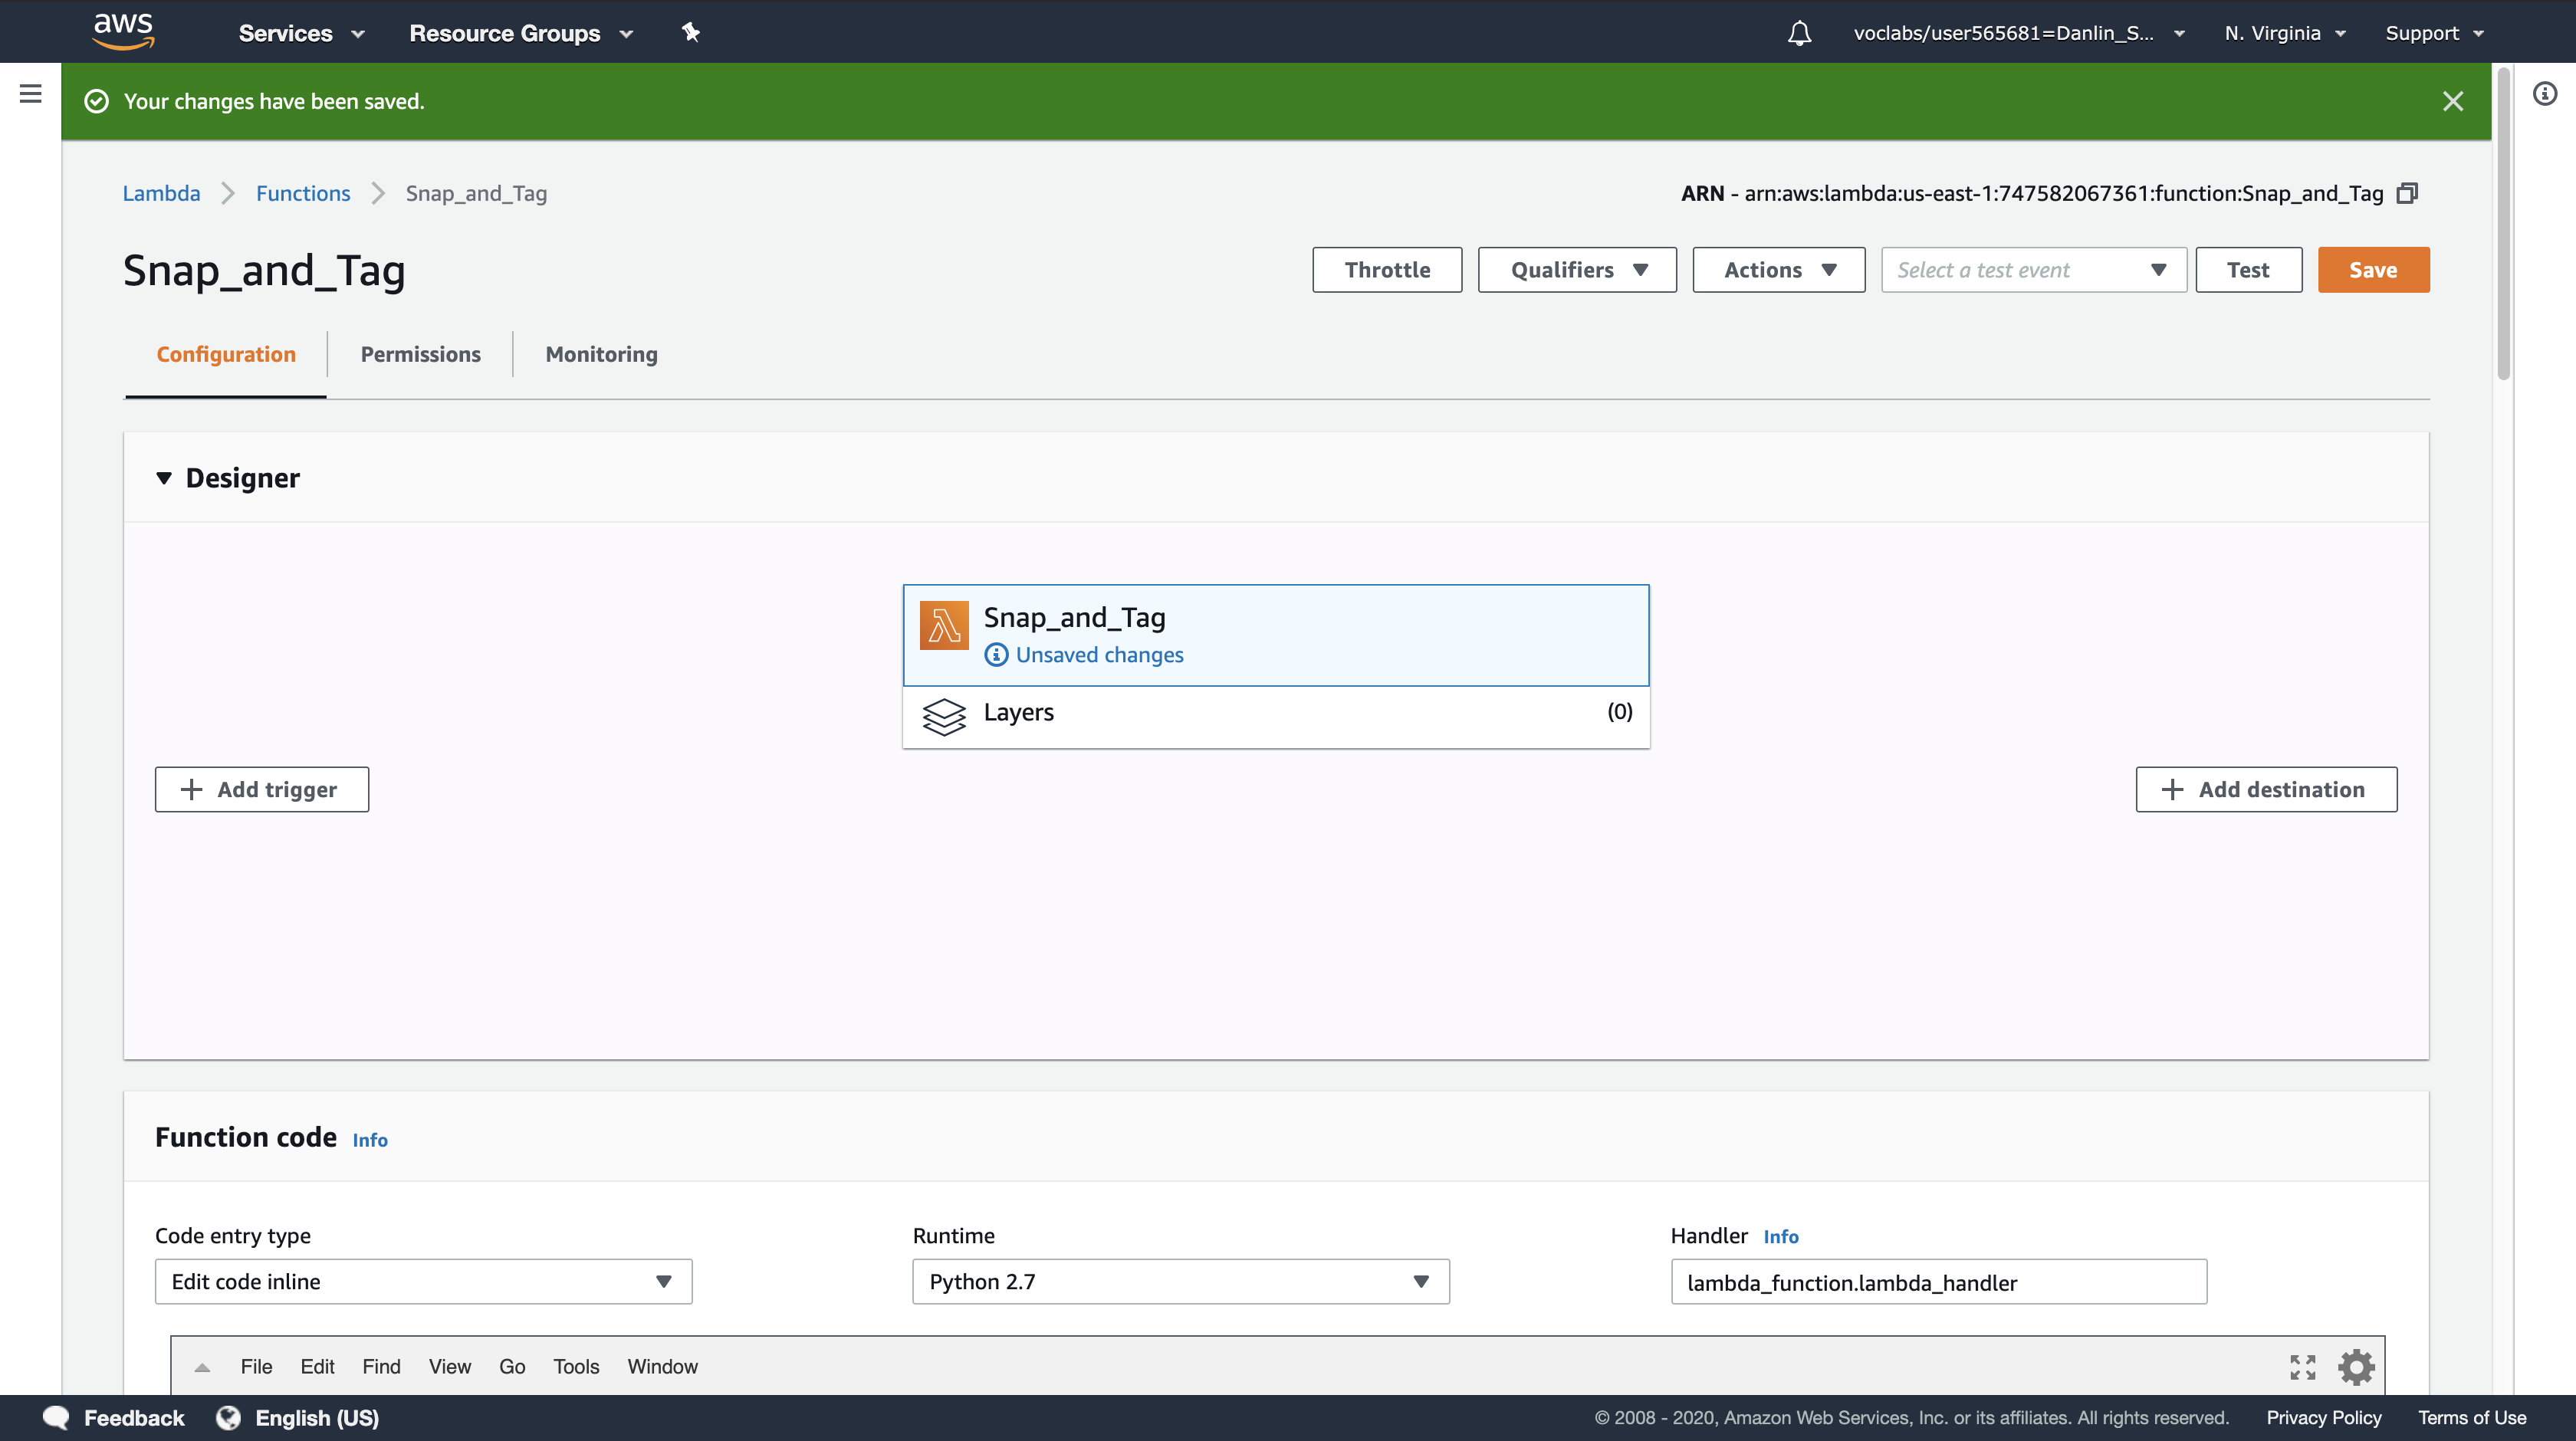 aws Services Resource Groups voclabs/user565681=Danlin_S... N. Virginia Support
Your changes have been saved.
Lambda Functions Snap_and_Tag ARN - arn:aws:lambda:us-east-1:747582067361:function:Snap_and_Tag
Snap_and_Tag Throttle Qualifiers Actions Select a test event Test Save
Configuration Permissions Monitoring
Designer
Snap_and_Tag
Unsaved changes
Layers (0)
Add trigger Add destination
Function code Info
Code entry type Runtime Handler Info
Edit code inline Python 2.7 lambda_function.lambda_handler
File Edit Find View Go Tools Window
Feedback English (US) © 2008 - 2020, Amazon Web Services, Inc. or its affiliates. All rights reserved. Privacy Policy Terms of Use